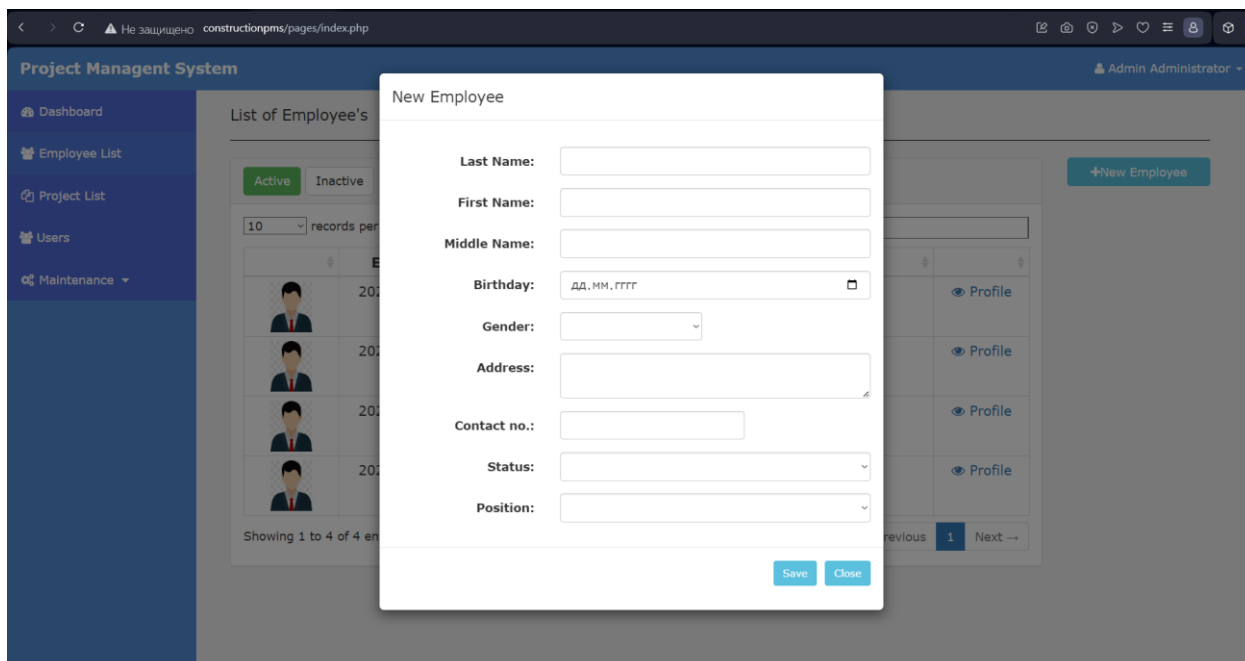 Не защищено constructionpms/pages/index.php
Project Managent System
Admin Administrator
Dashboard
Employee List
Project List
Users
Maintenance
List of Employee's
Active Inactive
+New Employee
10 records per
Profile
Profile
Profile
Profile
Showing 1 to 4 of 4
1 Next →
New Employee
Last Name:
First Name:
Middle Name:
Birthday: дд.мм.гггг
Gender:
Address:
Contact no.:
Status:
Position:
Save Close